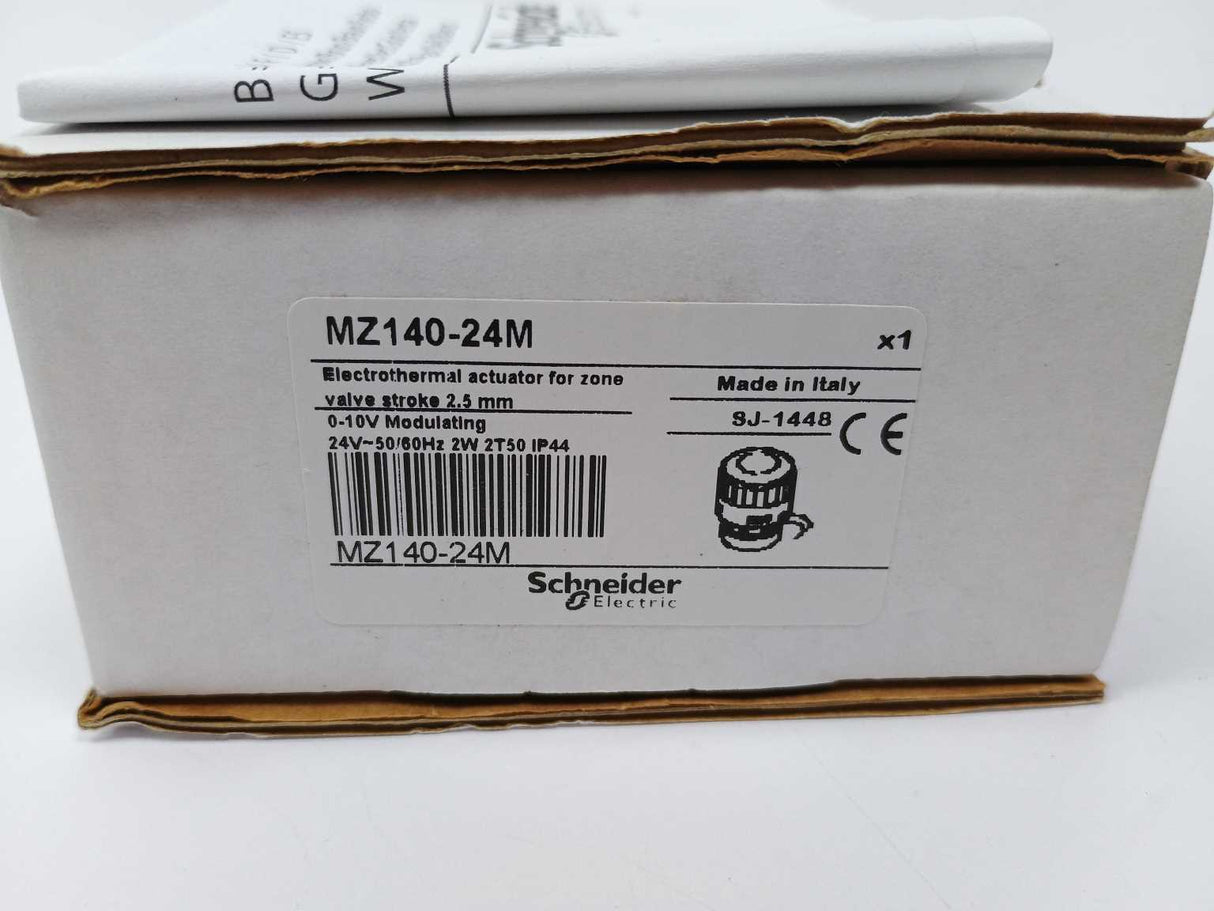 B
G
W
MZ140-24M
x1
Electrothermal actuator for zone
valve stroke 2.5 mm
0-10V Modulating
24V~50/60Hz 2W 2T50 IP44
Made in Italy
SJ-1448 CE
MZ140-24M
Schneider
Electric